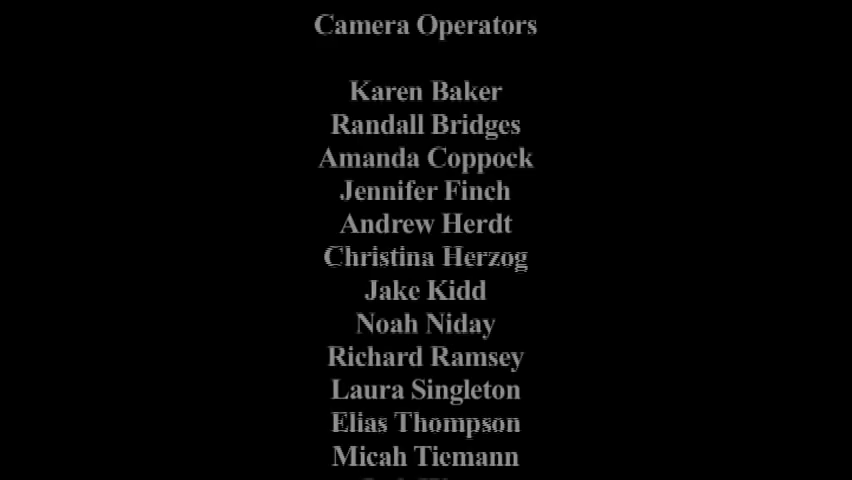 Camera Operators
Karen Baker
Randall Bridges
Amanda Coppock
Jennifer Finch
Andrew Herdt
Christina Herzog
Jake Kidd
Noah Niday
Richard Ramsey
Laura Singleton
Elias Thompson
Micah Tiemann